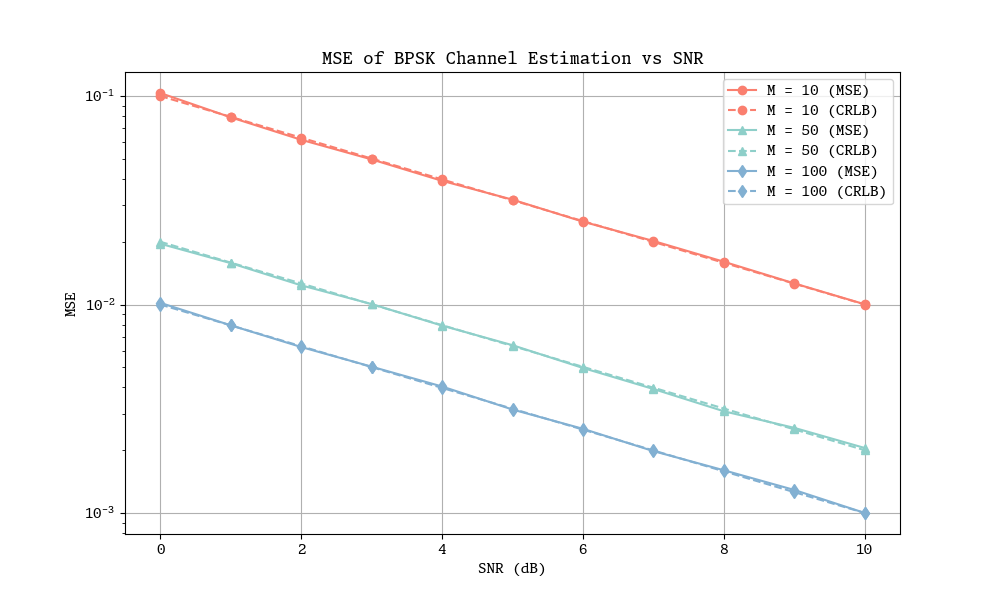 MSE of BPSK Channel Estimation vs SNR
MSE
10⁻¹
10⁻²
10⁻³
M = 10 (MSE)
M = 10 (CRLB)
M = 50 (MSE)
M = 50 (CRLB)
M = 100 (MSE)
M = 100 (CRLB)
0 2 4 6 8 10
SNR (dB)